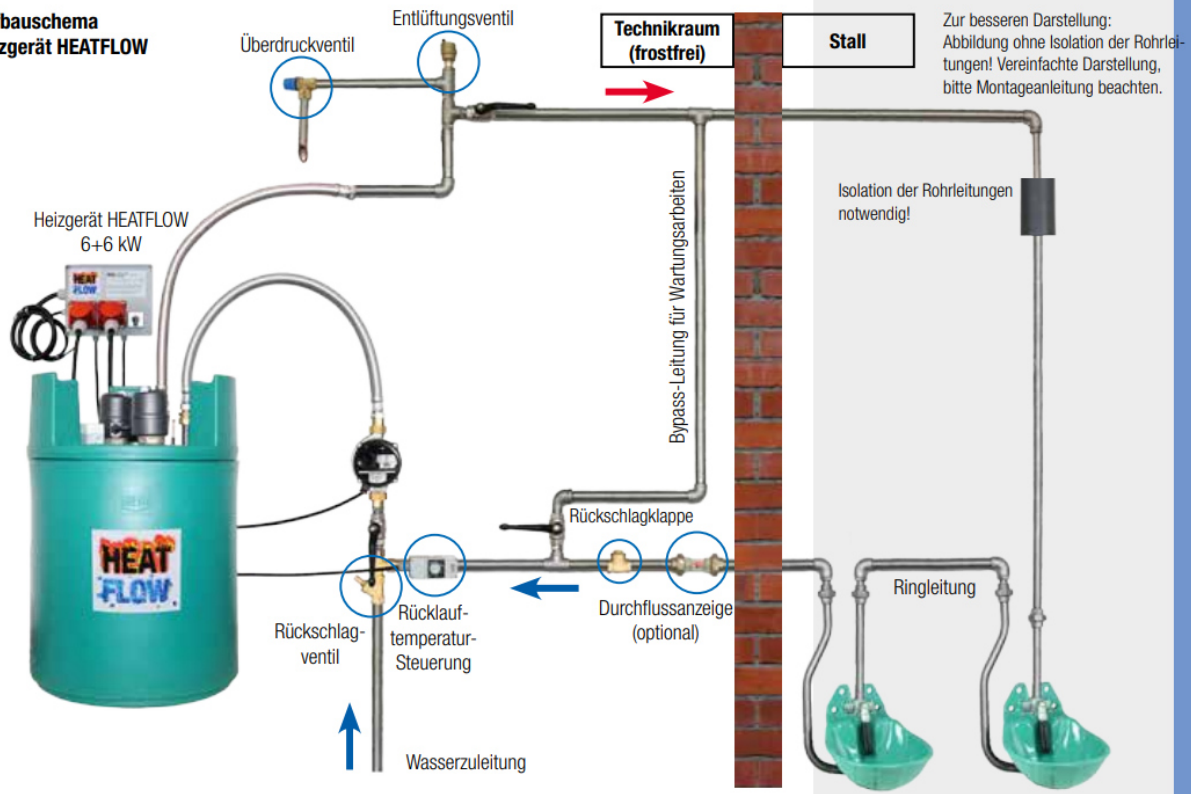 bauschema
zgerät HEATFLOW
Entlüftungsventil
Überdruckventil
Technikraum
(frostfrei)
Stall
Zur besseren Darstellung:
Abbildung ohne Isolation der Rohrlei-
tungen! Vereinfachte Darstellung,
bitte Montageanleitung beachten.
Isolation der Rohrleitungen
notwendig!
Heizgerät HEATFLOW
6+6 kW
HEAT
FLOW
Bypass-Leitung für Wartungsarbeiten
Rückschlagklappe
HEAT
FLOW
Durchflussanzeige
(optional)
Ringleitung
Rückschlag-
ventil
Rücklauf-
temperatur-
Steuerung
Wasserzuleitung